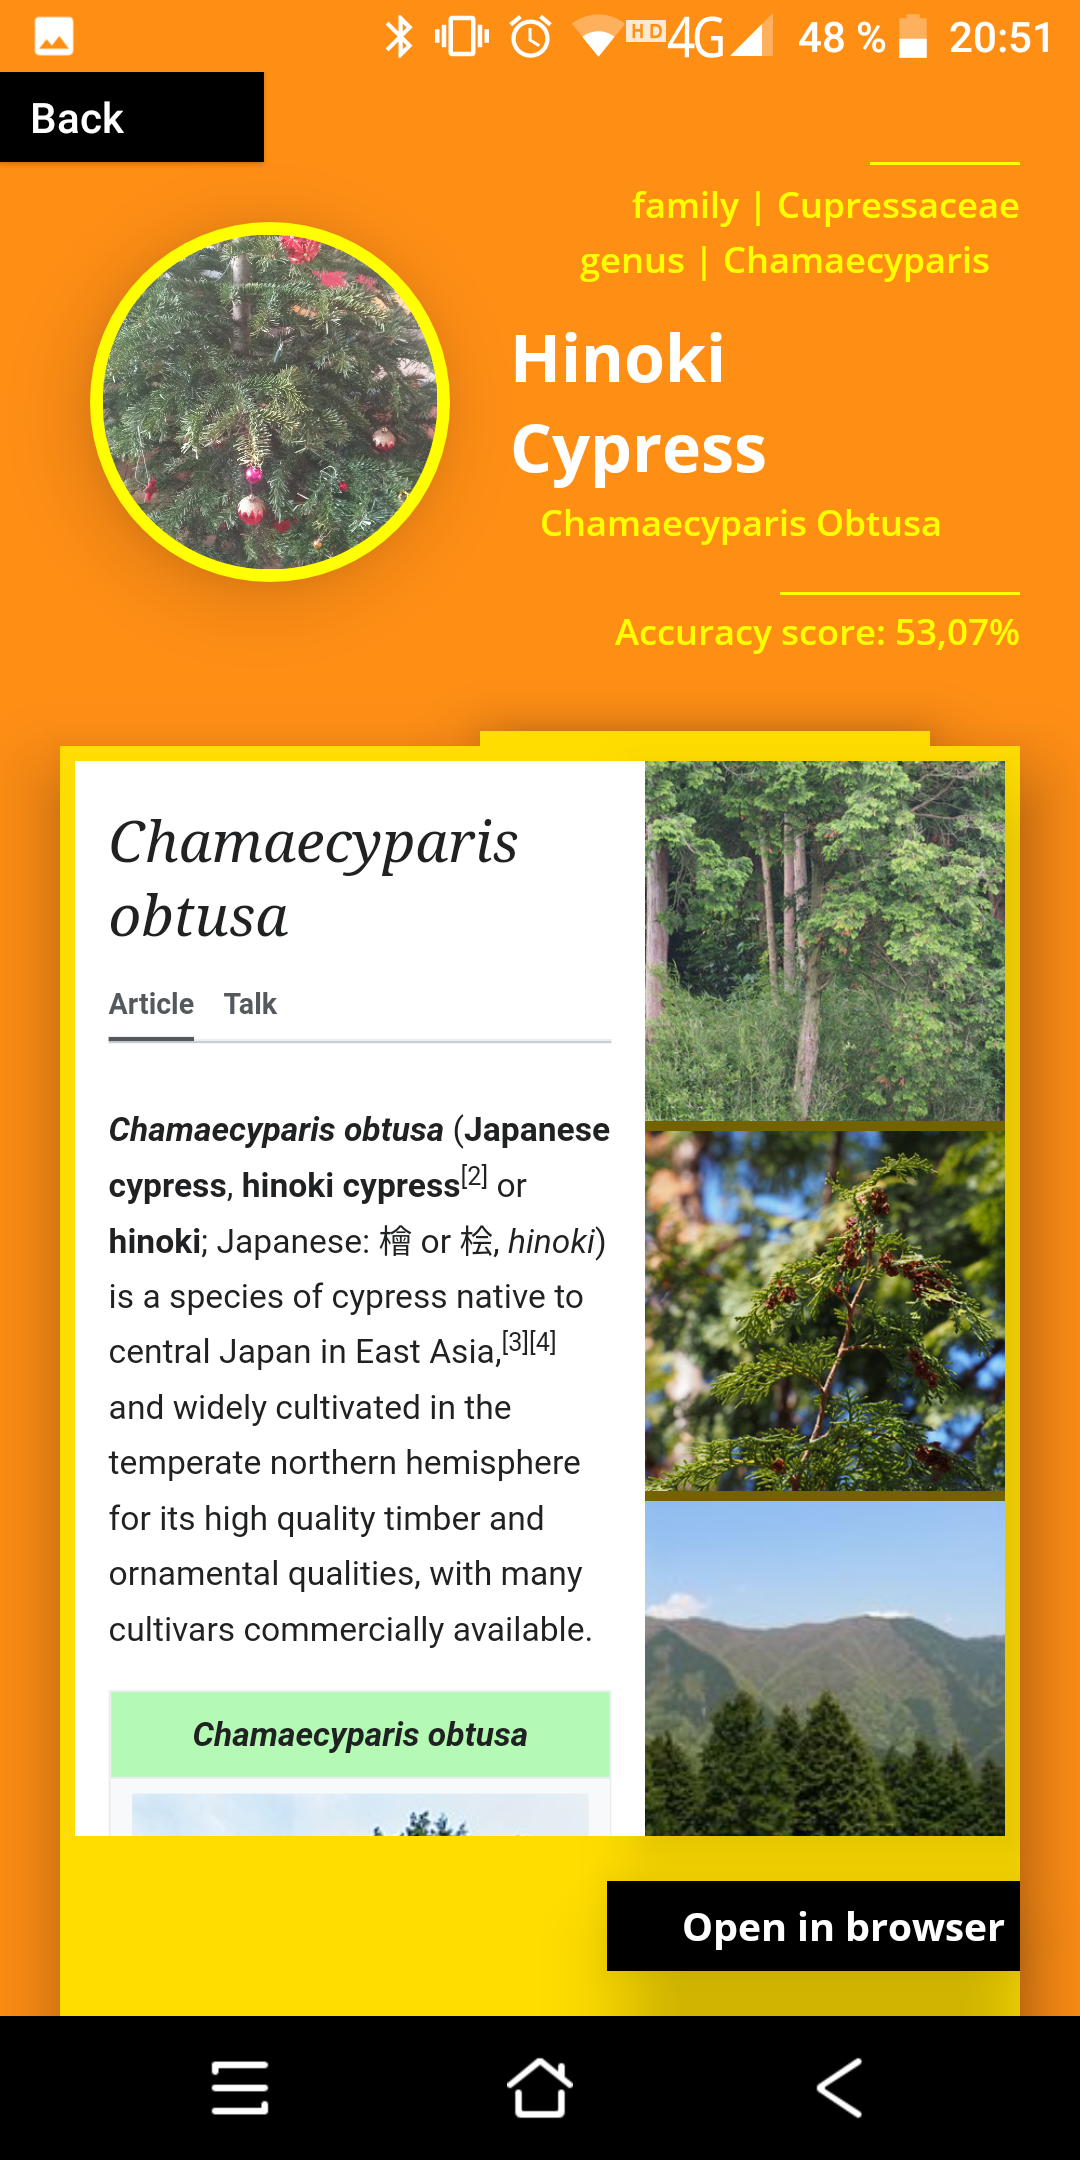 HD 4G 48 % 20:51
Back
family | Cupressaceae
genus | Chamaecyparis
Hinoki
Cypress
Chamaecyparis Obtusa
Accuracy score: 53,07%
Chamaecyparis
obtusa
Article Talk
Chamaecyparis obtusa (Japanese
cypress, hinoki cypress[2] or
hinoki; Japanese: 檜 or 桧, hinoki)
is a species of cypress native to
central Japan in East Asia,[3][4]
and widely cultivated in the
temperate northern hemisphere
for its high quality timber and
ornamental qualities, with many
cultivars commercially available.
Chamaecyparis obtusa
Open in browser